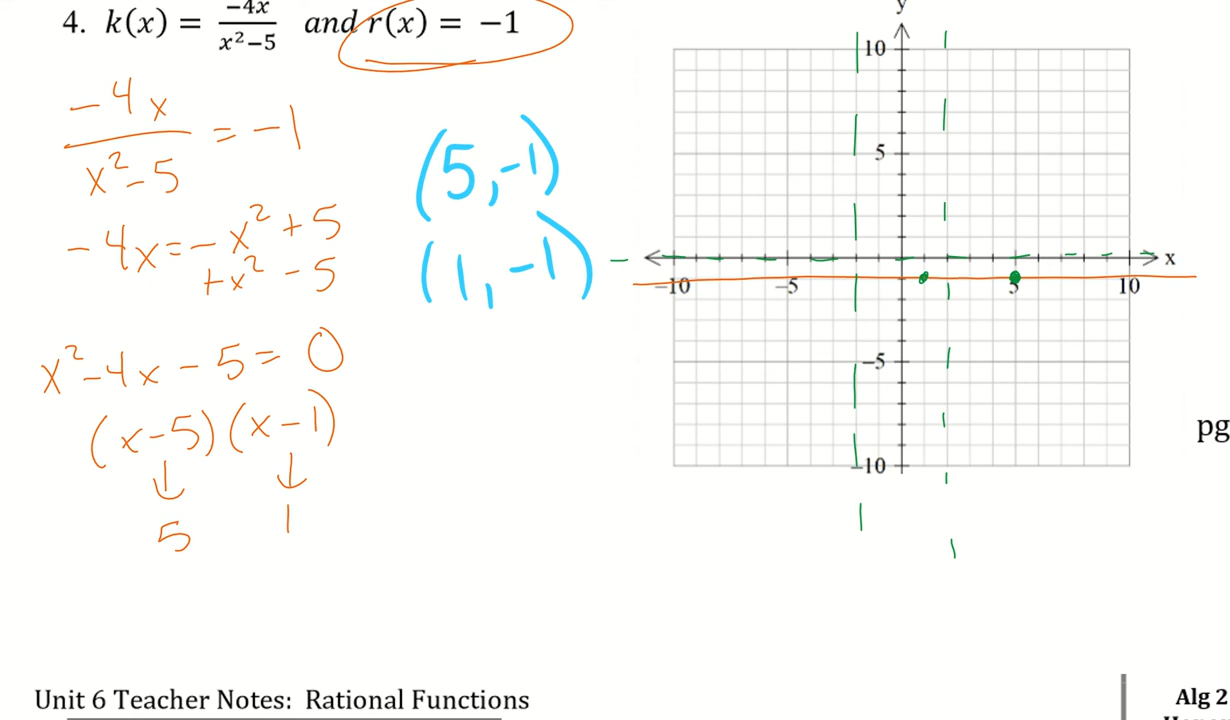 4. k(x) = −4x / x²−5 and r(x) = −1
−4x / x²−5 = −1
−4x = −x² + 5
+x² − 5
x² − 4x − 5 = 0
(x−5)(x−1)
5 1
(5,−1)
(1,−1)
y
10
5
x
−10 −5 5 10
−5
−10
pg
Unit 6 Teacher Notes: Rational Functions
Alg 2